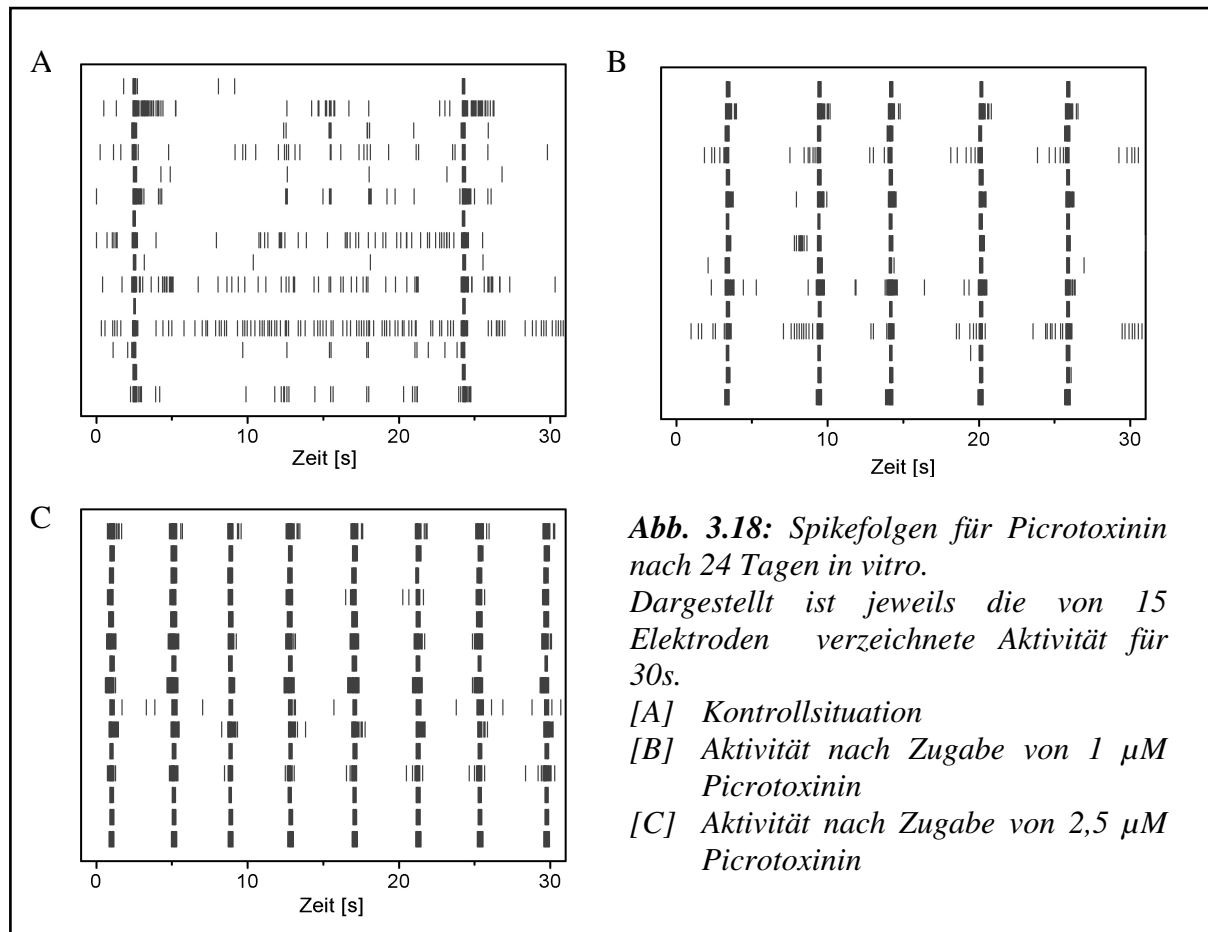 A
0 10 20 30
Zeit [s]
B
0 10 20 30
Zeit [s]
C
0 10 20 30
Zeit [s]
Abb. 3.18: Spikefolgen für Picrotoxinin
nach 24 Tagen in vitro.
Dargestellt ist jeweils die von 15
Elektroden verzeichnete Aktivität für
30s.
[A] Kontrollsituation
[B] Aktivität nach Zugabe von 1 µM
Picrotoxinin
[C] Aktivität nach Zugabe von 2,5 µM
Picrotoxinin